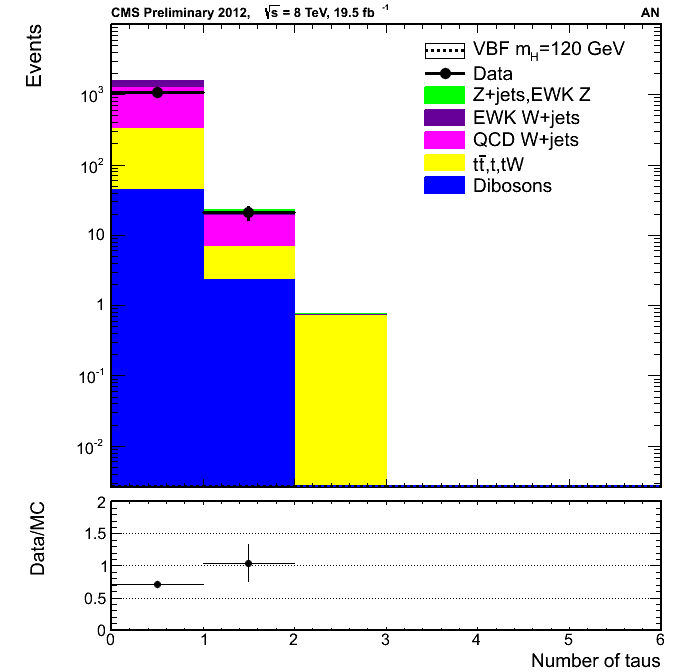 CMS Preliminary 2012, √s = 8 TeV, 19.5 fb⁻¹ AN
Events
VBF m_H=120 GeV
Data
Z+jets,EWK Z
EWK W+jets
QCD W+jets
tt̄,t,tW
Dibosons
10³
10²
10
1
10⁻¹
10⁻²
Data/MC
2
1.5
1
0.5
0
0 1 2 3 4 5 6
Number of taus